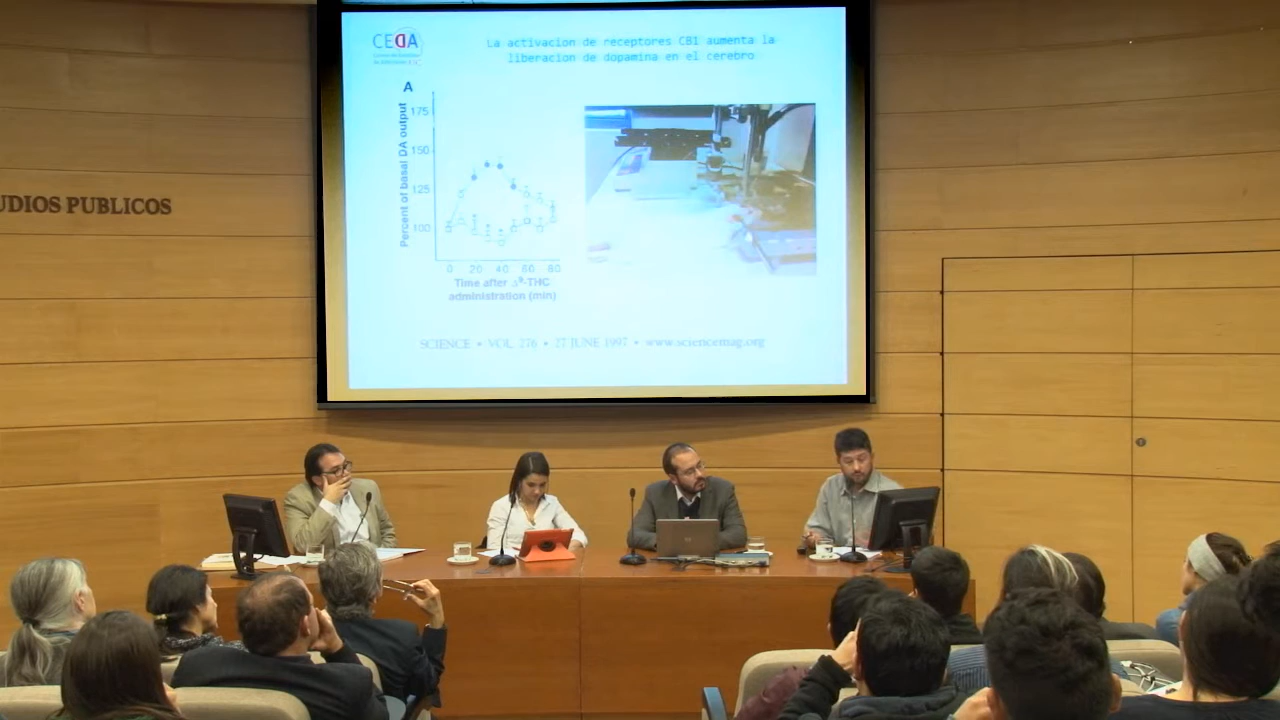 CEDA
La activacion de receptores CB1 aumenta la
liberacion de dopamina en el cerebro
A
Percent of basal DA output
175
150
125
100
0 20 40 60 80
Time after Δ⁹-THC
administration (min)
SCIENCE • VOL. 276 • 27 JUNE 1997 • www.sciencemag.org
UDIOS PUBLICOS